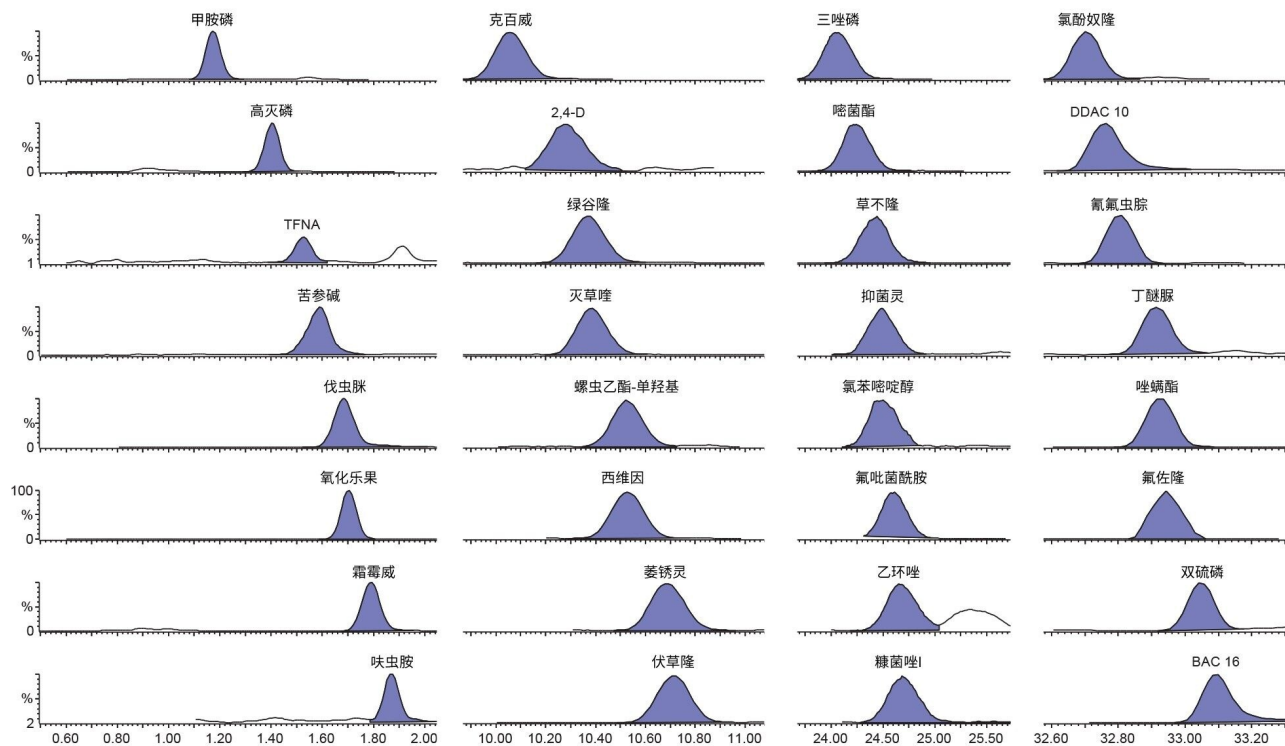 甲胺磷 克百威 三唑磷 氯酚奴隆
%
0
高灭磷 2,4-D 嘧菌酯 DDAC 10
%
0
TFNA 绿谷隆 草不隆 氰氟虫腙
%
1
苦参碱 灭草喹 抑菌灵 丁醚脲
%
0
伐虫脒 螺虫乙酯-单羟基 氯苯嘧啶醇 唑螨酯
%
0
氧化乐果 西维因 氟吡菌酰胺 氟佐隆
100
%
0
霜霉威 萎锈灵 乙环唑 双硫磷
%
0
呋虫胺 伏草隆 糠菌唑I BAC 16
%
2
0.60 0.80 1.00 1.20 1.40 1.60 1.80 2.00 10.00 10.20 10.40 10.60 10.80 11.00 24.00 24.50 25.00 25.50 32.60 32.80 33.00 33.20